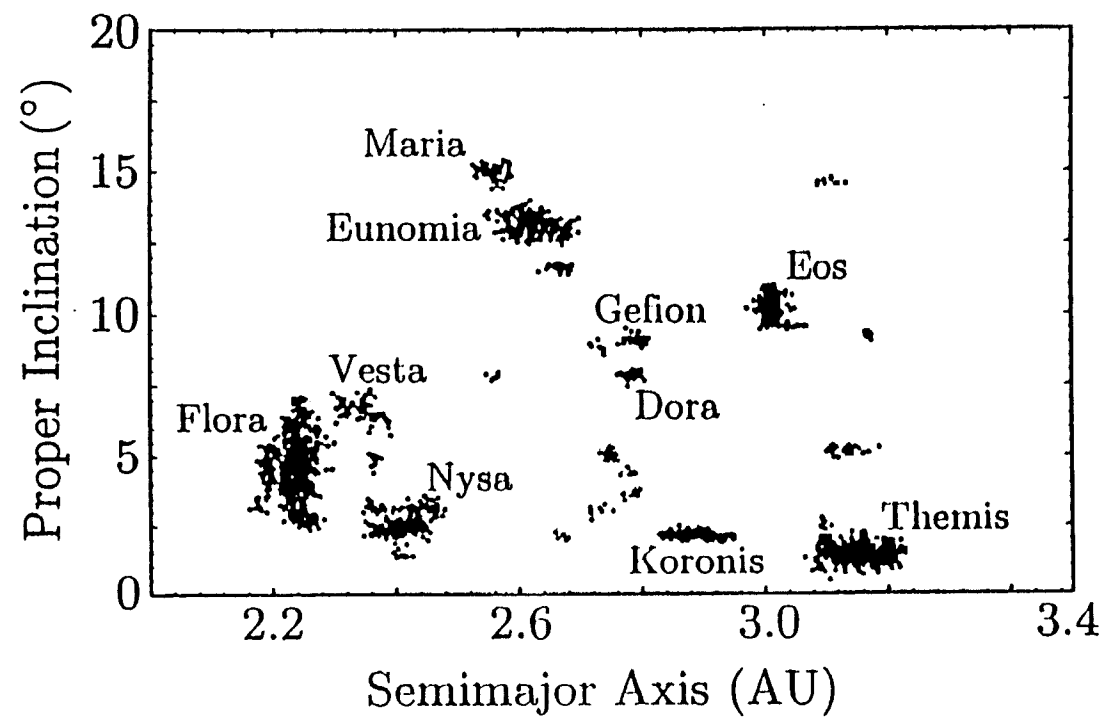 20
15
10
5
0
Proper Inclination (°)
Maria
Eunomia
Eos
Gefion
Vesta
Dora
Flora
Nysa
Themis
Koronis
2.2 2.6 3.0 3.4
Semimajor Axis (AU)